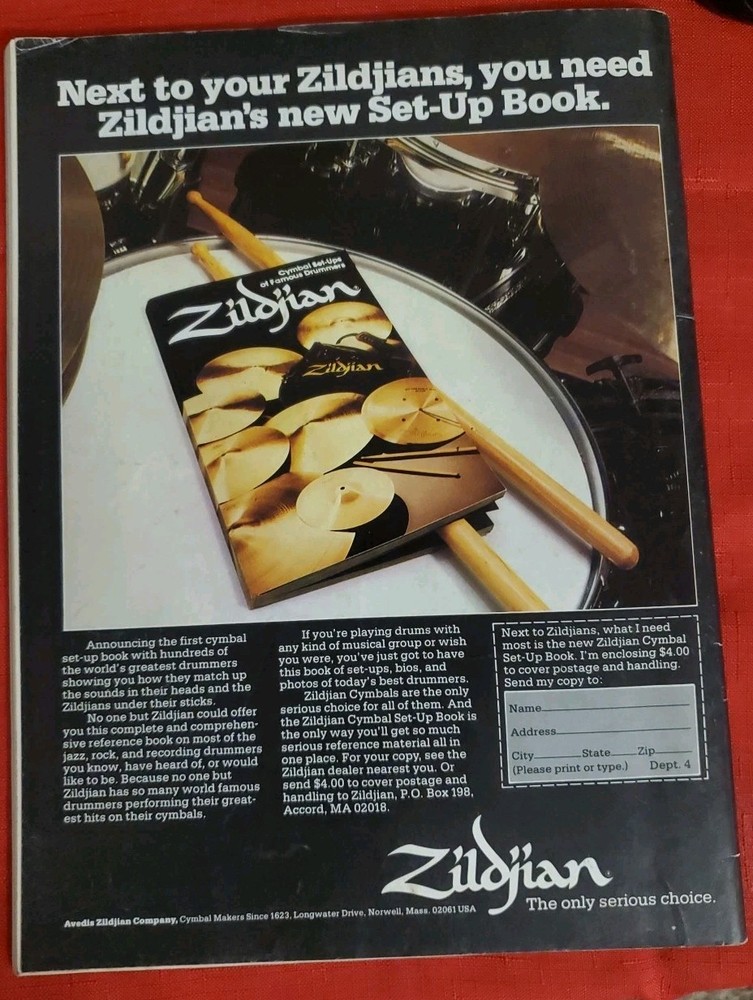 Next to your Zildjians, you need
Zildjian's new Set-Up Book.
Cymbal Set-Ups
of Famous Drummers
Zildjian
Zildjian
Announcing the first cymbal
set-up book with hundreds of
the world's greatest drummers
showing you how they match up
the sounds in their heads and the
Zildjians under their sticks.
No one but Zildjian could offer
you this complete and comprehen-
sive reference book on most of the
jazz, rock, and recording drummers
you know, have heard of, or would
like to be. Because no one but
Zildjian has so many world famous
drummers performing their great-
est hits on their cymbals.
If you're playing drums with
any kind of musical group or wish
you were, you've just got to have
this book of set-ups, bios, and
photos of today's best drummers.
Zildjian Cymbals are the only
serious choice for all of them. And
the Zildjian Cymbal Set-Up Book is
the only way you'll get so much
serious reference material all in
one place. For your copy, see the
Zildjian dealer nearest you. Or
send $4.00 to cover postage and
handling to Zildjian, P.O. Box 198,
Accord, MA 02018.
Next to Zildjians, what I need
most is the new Zildjian Cymbal
Set-Up Book. I'm enclosing $4.00
to cover postage and handling.
Send my copy to:
Name
Address
City State Zip
(Please print or type.) Dept. 4
Zildjian
The only serious choice.
Avedis Zildjian Company, Cymbal Makers Since 1623, Longwater Drive, Norwell, Mass. 02061 USA